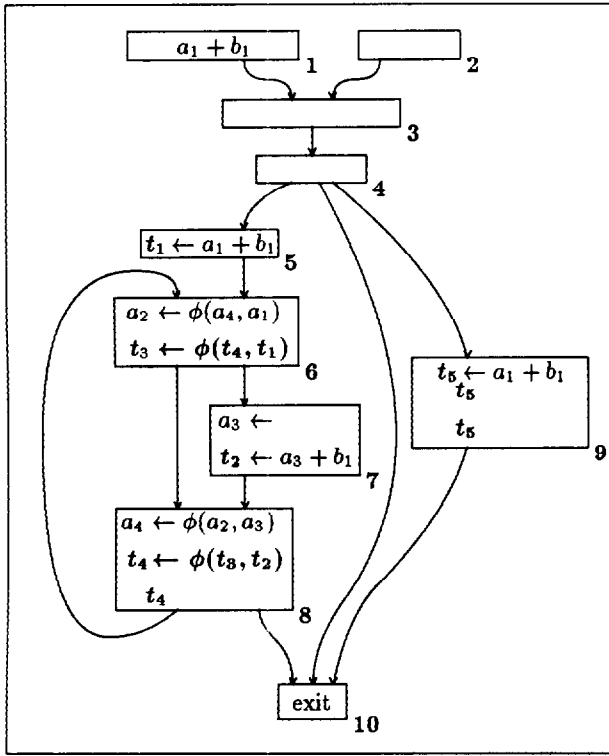 a₁ + b₁
1
2
3
4
t₁ ← a₁ + b₁
5
a₂ ← ϕ(a₄, a₁)
t₃ ← ϕ(t₄, t₁)
6
t₅ ← a₁ + b₁
t₅
t₅
9
a₃ ←
t₂ ← a₃ + b₁
7
a₄ ← ϕ(a₂, a₃)
t₄ ← ϕ(t₃, t₂)
t₄
8
exit
10